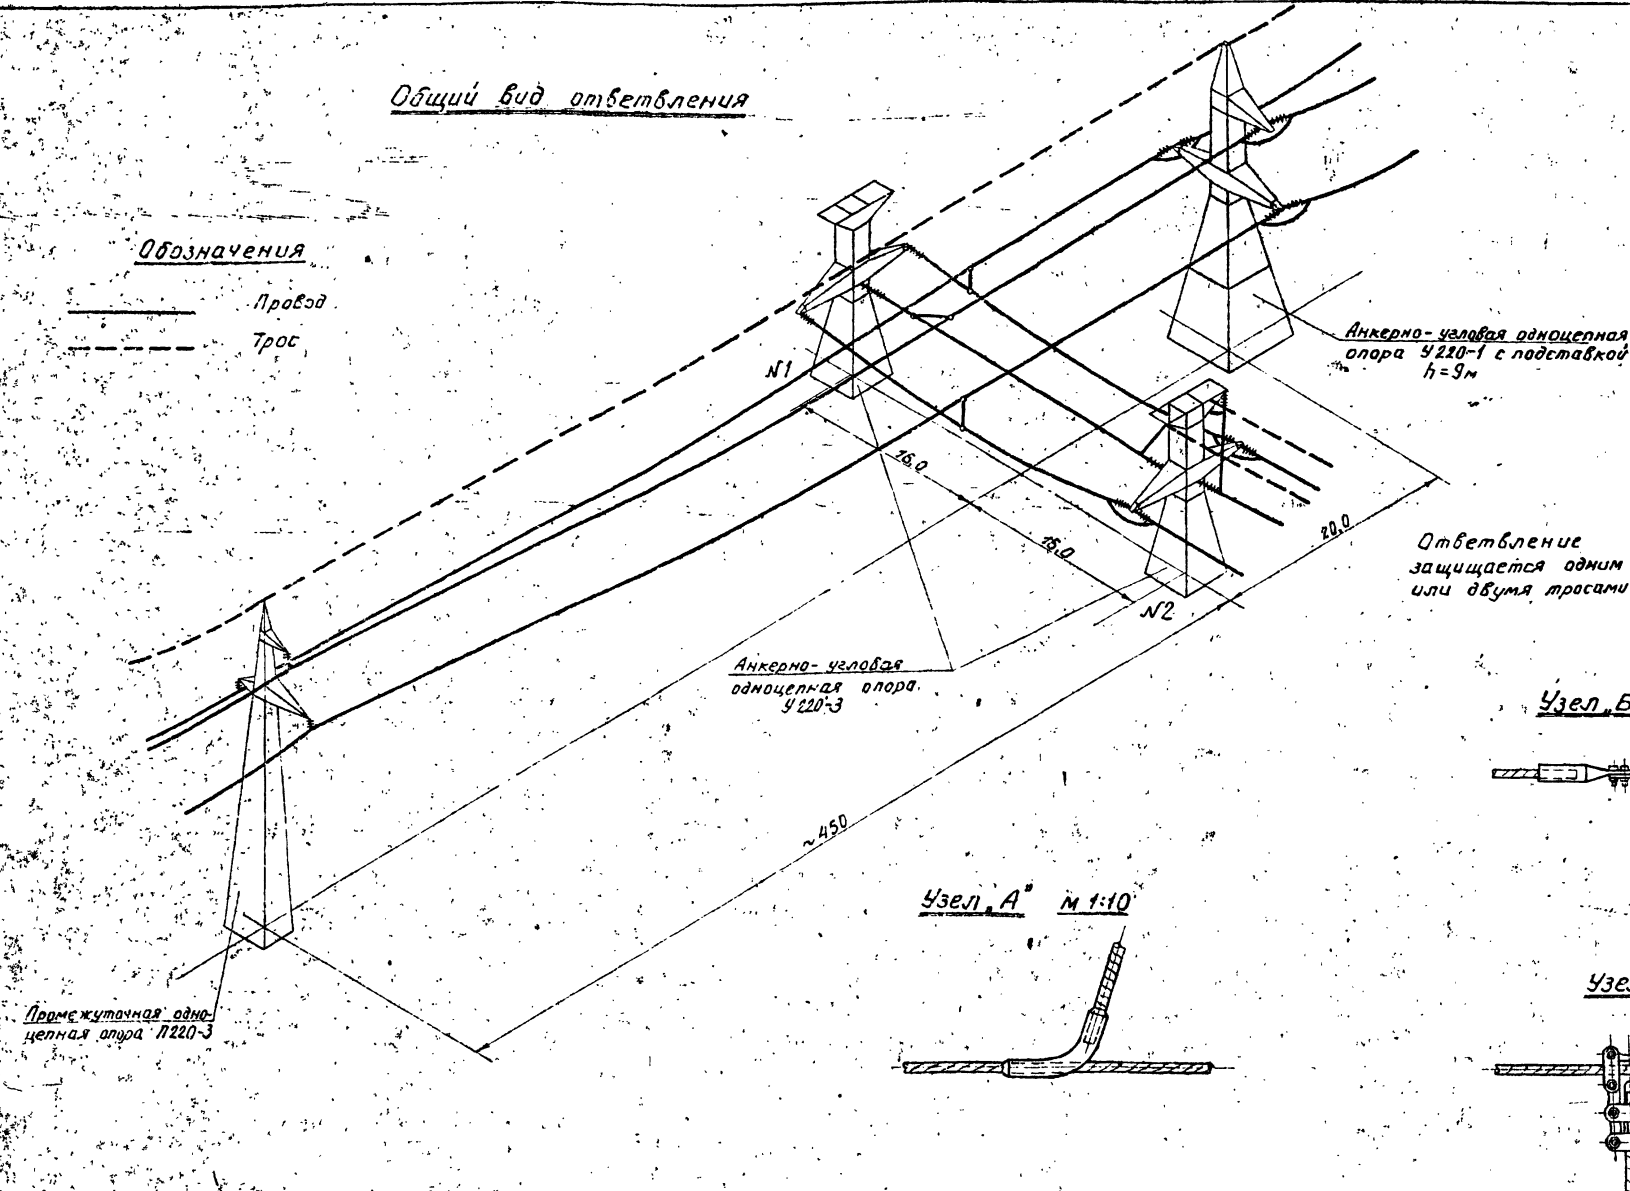 Общий вид ответвления
Обозначения
Провод
Трос
N1
Анкерно-угловая одноцепная
опора У220-1 с подставкой
h=9м
16,0
15,0
20,0
N2
Ответвление
защищается одним
или двумя тросами
Анкерно-угловая
одноцепная опора
У220-3
Узел „Б
~450
Узел „А" м 1:10
Узе
Промежуточная одно-
цепная опора П220-3